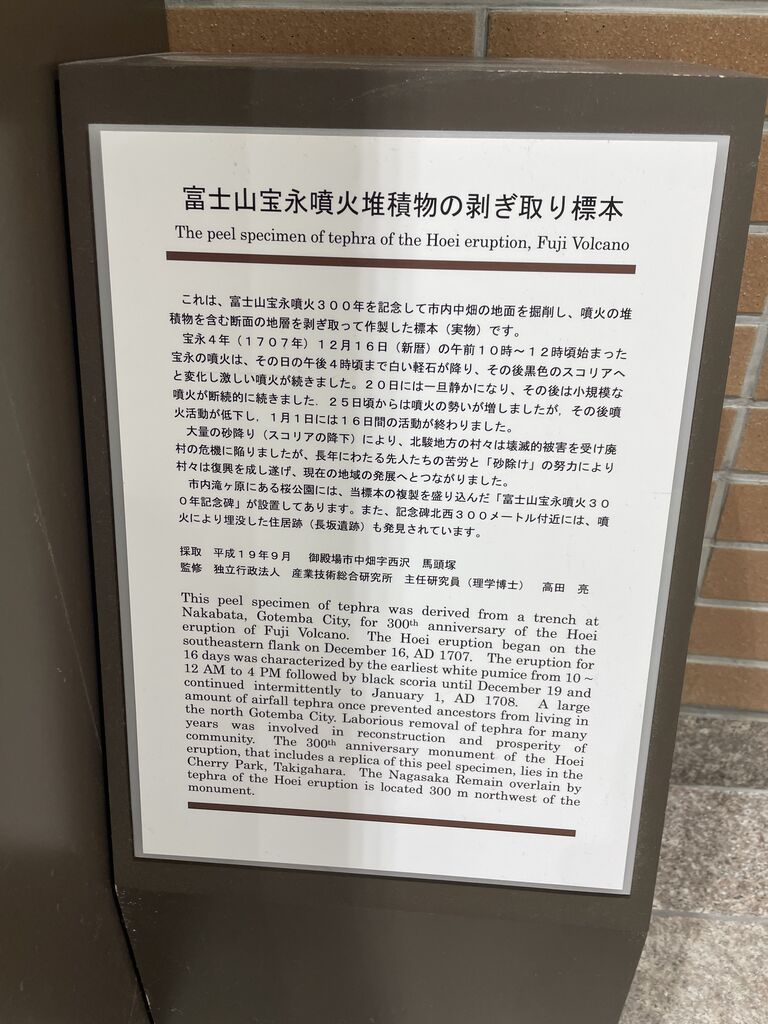 富士山宝永噴火堆積物の剥ぎ取り標本
The peel specimen of tephra of the Hoei eruption, Fuji Volcano
これは、富士山宝永噴火３００年を記念して市内中畑の地面を掘削し、噴火の堆
積物を含む断面の地層を剥ぎ取って作製した標本（実物）です。
宝永４年（１７０７年）１２月１６日（新暦）の午前１０時～１２時頃始まった
宝永の噴火は、その日の午後４時頃まで白い軽石が降り、その後黒色のスコリアへ
と変化し激しい噴火が続きました。２０日には一旦静かになり、その後は小規模な
噴火が断続的に続きました．２５日頃からは噴火の勢いが増しましたが，その後噴
火活動が低下し，１月１日には１６日間の活動が終わりました。
大量の砂降り（スコリアの降下）により、北駿地方の村々は壊滅的被害を受け廃
村の危機に陥りましたが、長年にわたる先人たちの苦労と「砂除け」の努力により
村々は復興を成し遂げ、現在の地域の発展へとつながりました。
市内滝ヶ原にある桜公園には、当標本の複製を盛り込んだ「富士山宝永噴火３０
０年記念碑」が設置してあります。また、記念碑北西３００メートル付近には、噴
火により埋没した住居跡（長坂遺跡）も発見されています。
採取　平成１９年９月　御殿場市中畑字西沢　馬頭塚
監修　独立行政法人　産業技術総合研究所　主任研究員（理学博士）　高田　亮
This peel specimen of tephra was derived from a trench at
Nakabata, Gotemba City, for 300th anniversary of the Hoei
eruption of Fuji Volcano. The Hoei eruption began on the
southeastern flank on December 16, AD 1707. The eruption for
16 days was characterized by the earliest white pumice from 10 ~
12 AM to 4 PM followed by black scoria until December 19 and
continued intermittently to January 1, AD 1708. A large
amount of airfall tephra once prevented ancestors from living in
the north Gotemba City. Laborious removal of tephra for many
years was involved in reconstruction and prosperity of
community. The 300th anniversary monument of the Hoei
eruption, that includes a replica of this peel specimen, lies in the
Cherry Park, Takigahara. The Nagasaka Remain overlain by
tephra of the Hoei eruption is located 300 m northwest of the
monument.